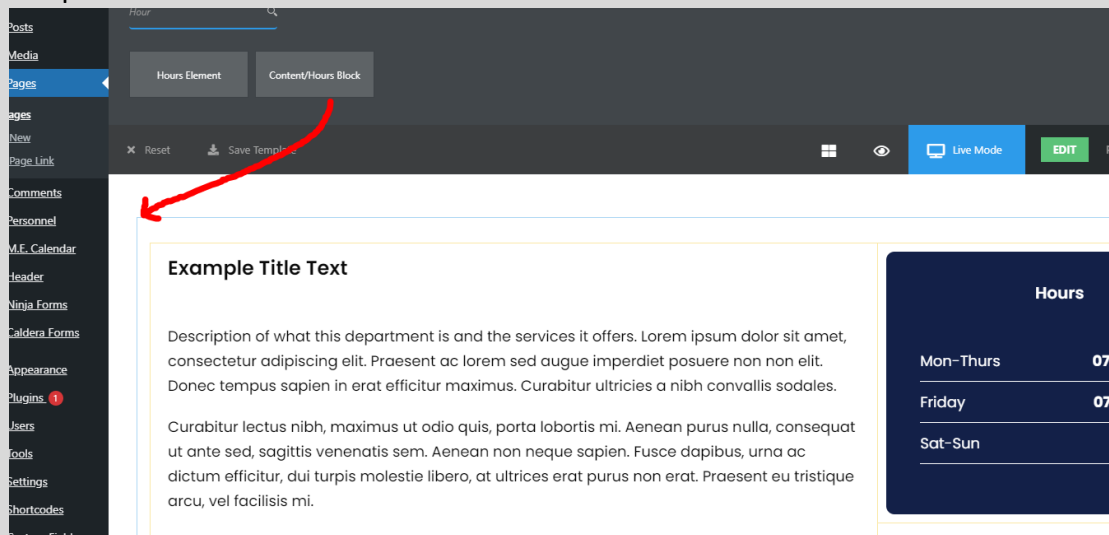 Hour
Posts
Media
Pages
ages
New
Page Link
Comments
Personnel
M.E. Calendar
Header
Ninja Forms
Caldera Forms
Appearance
Plugins 1
Users
Tools
Settings
Shortcodes
Hours Element
Content/Hours Block
Reset
Save Template
Live Mode
EDIT
Example Title Text
Description of what this department is and the services it offers. Lorem ipsum dolor sit amet,
consectetur adipiscing elit. Praesent ac lorem sed augue imperdiet posuere non non elit.
Donec tempus sapien in erat efficitur maximus. Curabitur ultricies a nibh convallis sodales.
Curabitur lectus nibh, maximus ut odio quis, porta lobortis mi. Aenean purus nulla, consequat
ut ante sed, sagittis venenatis sem. Aenean non neque sapien. Fusce dapibus, urna ac
dictum efficitur, dui turpis molestie libero, at ultrices erat purus non erat. Praesent eu tristique
arcu, vel facilisis mi.
Hours
Mon-Thurs 07
Friday 07
Sat-Sun